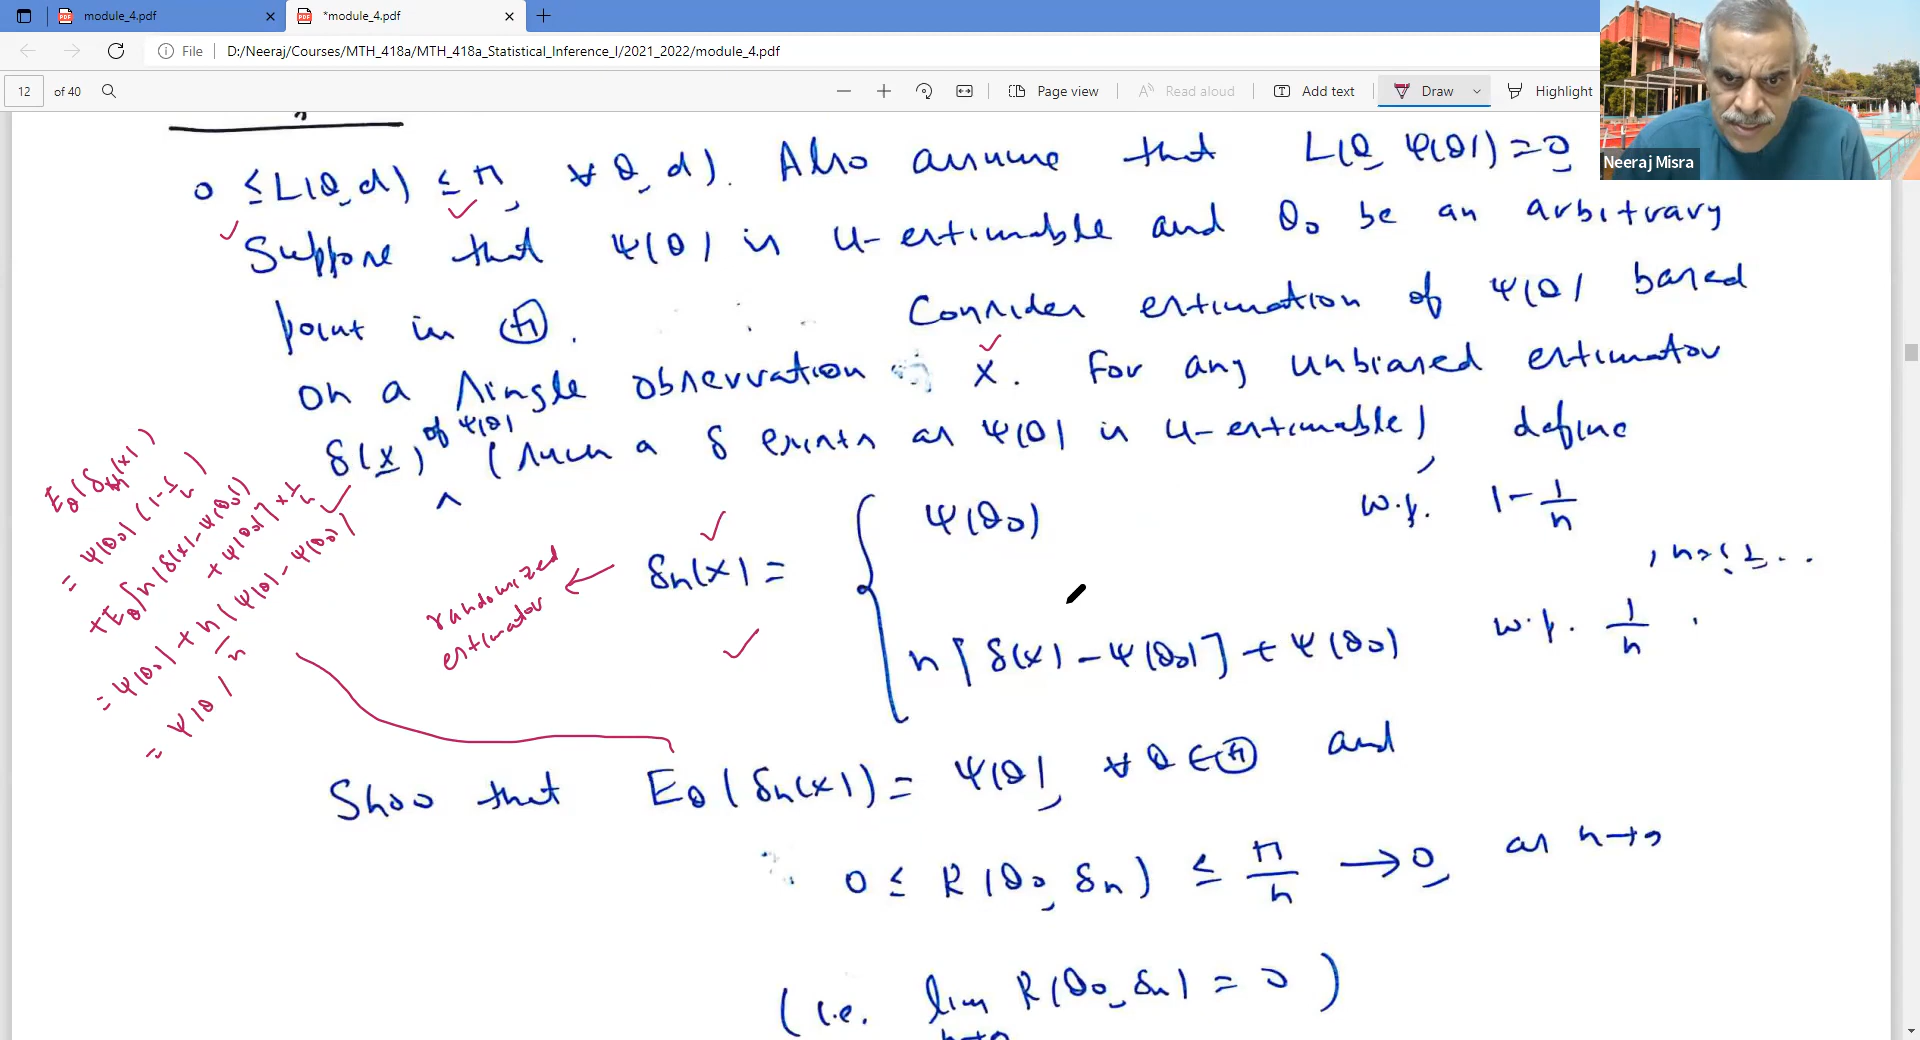 module_4.pdf
*module_4.pdf
File D:/Neeraj/Courses/MTH_418a/MTH_418a_Statistical_Inference_I/2021_2022/module_4.pdf
12 of 40 Page view Read aloud Add text Draw Highlight
Neeraj Misra
0 ≤ L(θ, d) ≤ M, ∀ θ, d). Also assume that L(θ, ψ(θ)) = 0
Suppose that ψ(θ) is U-estimable and θ₀ be an arbitrary
point in Ⓗ. Consider estimation of ψ(θ) based
on a single observation X. For any unbiased estimator
δ(X) ^ of ψ(θ) (such a δ exists as ψ(θ) is U-estimable), define
δn(X) = { ψ(θ₀) w.p. 1 - 1/n
, n = 1, 2, ...
n[δ(X) - ψ(θ₀)] + ψ(θ₀) w.p. 1/n .
randomized
estimator
Eθ(δn(X))
= ψ(θ₀)(1 - 1/n)
+ Eθ[n(δ(X) - ψ(θ₀))
+ ψ(θ₀)] × 1/n
= ψ(θ₀) + n/n (ψ(θ) - ψ(θ₀))
= ψ(θ)
Show that Eθ(δn(X)) = ψ(θ), ∀ θ ∈ Ⓗ and
0 ≤ R(θ₀, δn) ≤ M/n → 0, as n → ∞
(i.e. lim n→∞ R(θ₀, δn) = 0)